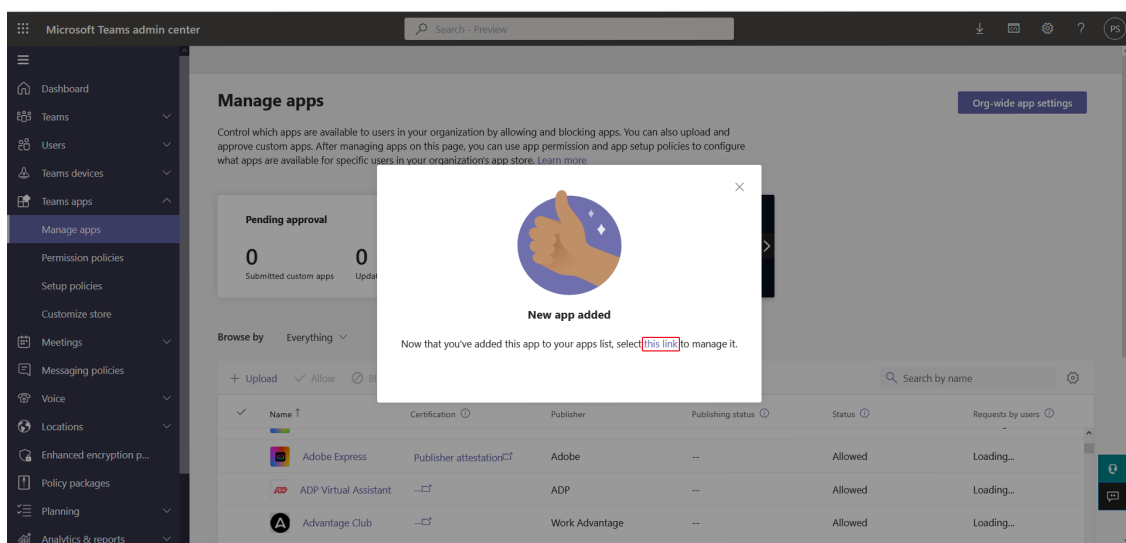 Microsoft Teams admin center
Search - Preview
PS
Dashboard
Teams
Users
Teams devices
Teams apps
Manage apps
Permission policies
Setup policies
Customize store
Meetings
Messaging policies
Voice
Locations
Enhanced encryption p...
Policy packages
Planning
Analytics & reports
Manage apps
Org-wide app settings
Control which apps are available to users in your organization by allowing and blocking apps. You can also upload and
approve custom apps. After managing apps on this page, you can use app permission and app setup policies to configure
what apps are available for specific users in your organization's app store. Learn more
Pending approval
0 0
Submitted custom apps Updat
New app added
Now that you've added this app to your apps list, select this link to manage it.
Browse by Everything
+ Upload Allow Bl
Search by name
Name ↑ Certification Publisher Publishing status Status Requests by users
Adobe Express Publisher attestation Adobe -- Allowed Loading...
ADP ADP Virtual Assistant -- ADP -- Allowed Loading...
A Advantage Club -- Work Advantage -- Allowed Loading...